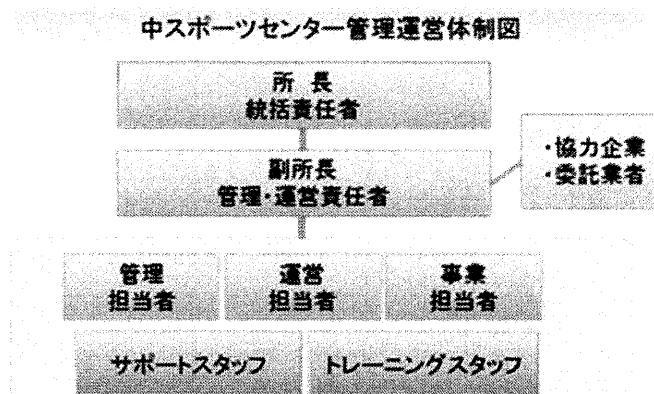 中スポーツセンター管理運営体制図
所 長
統括責任者
副所長
管理・運営責任者
・協力企業
・委託業者
管理
担当者
運営
担当者
事業
担当者
サポートスタッフ
トレーニングスタッフ